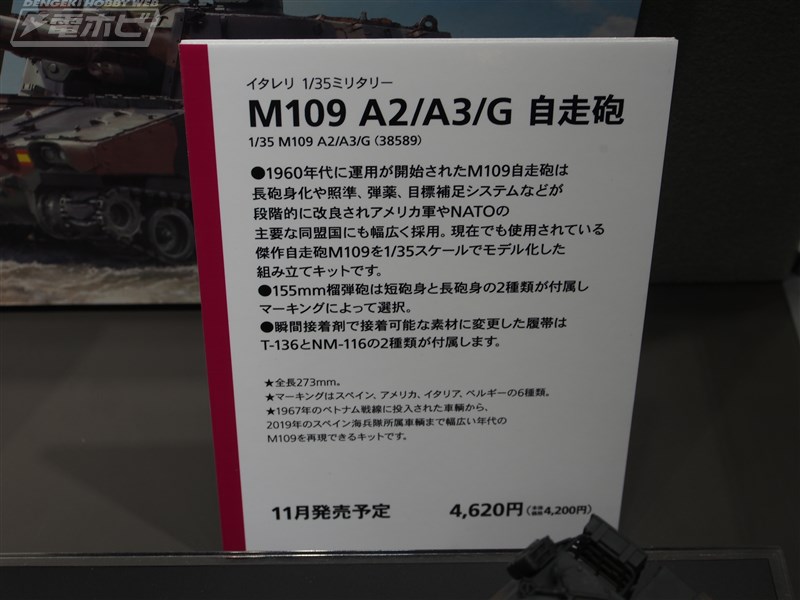 DENGEKI HOBBY WEB
電ホビ
イタレリ 1/35ミリタリー
M109 A2/A3/G 自走砲
1/35 M109 A2/A3/G (38589)
●1960年代に運用が開始されたM109自走砲は
長砲身化や照準、弾薬、目標補足システムなどが
段階的に改良されアメリカ軍やNATOの
主要な同盟国にも幅広く採用。現在でも使用されている
傑作自走砲M109を1/35スケールでモデル化した
組み立てキットです。
●155mm榴弾砲は短砲身と長砲身の2種類が付属し
マーキングによって選択。
●瞬間接着剤で接着可能な素材に変更した履帯は
T-136とNM-116の2種類が付属します。
★全長273mm。
★マーキングはスペイン、アメリカ、イタリア、ベルギーの6種類。
★1967年のベトナム戦線に投入された車輌から、
2019年のスペイン海兵隊所属車輌まで幅広い年代の
M109を再現できるキットです。
11月発売予定 4,620円(本体価格4,200円)